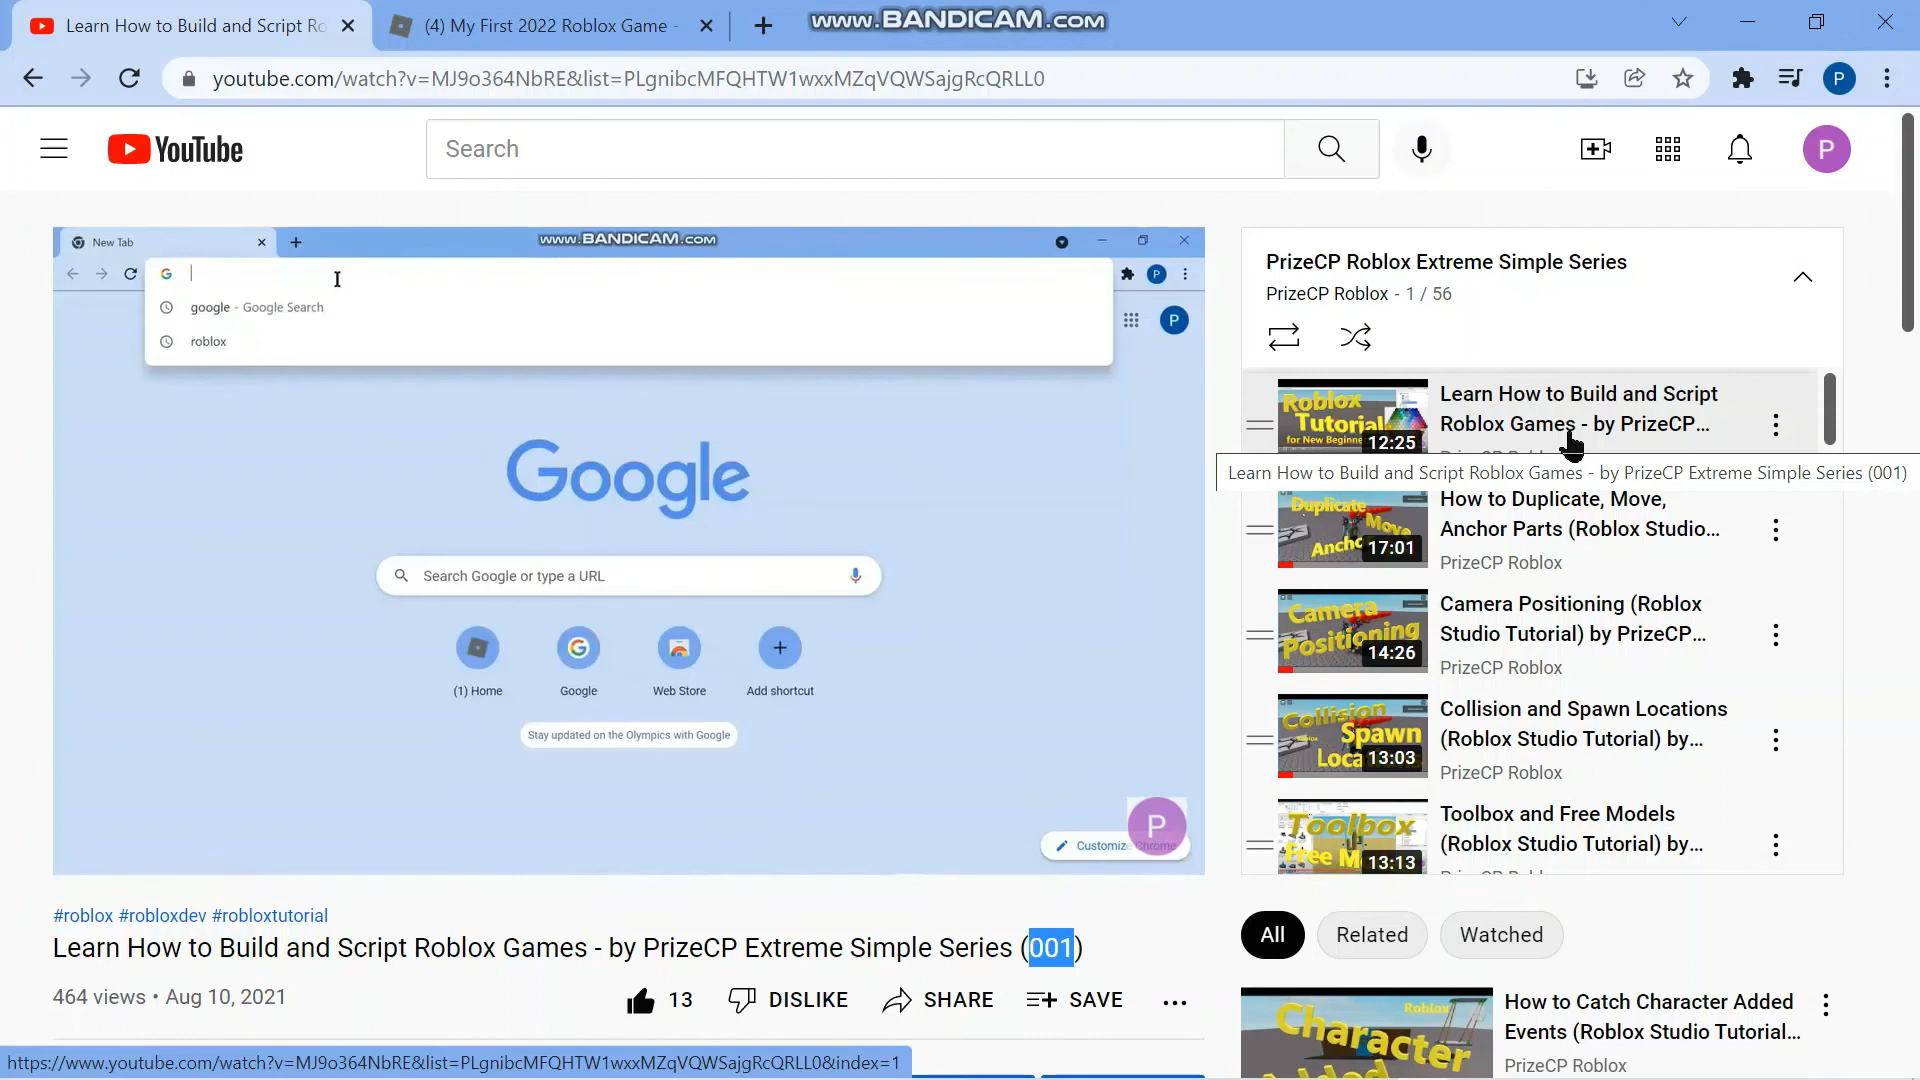 Learn How to Build and Script Ro
(4) My First 2022 Roblox Game -
www.BANDICAM.com
youtube.com/watch?v=MJ9o364NbRE&list=PLgnibcMFQHTW1wxxMZqVQWSajgRcQRLL0
P
YouTube
Search
P
New Tab
www.BANDICAM.com
P
google - Google Search
roblox
P
Google
Search Google or type a URL
(1) Home
Google
Web Store
Add shortcut
Stay updated on the Olympics with Google
P
Customize Chrome
PrizeCP Roblox Extreme Simple Series
PrizeCP Roblox - 1 / 56
Roblox
Tutorial
for New Beginne
12:25
Learn How to Build and Script
Roblox Games - by PrizeCP...
Learn How to Build and Script Roblox Games - by PrizeCP Extreme Simple Series (001)
Duplicate
Move
Ancho
17:01
How to Duplicate, Move,
Anchor Parts (Roblox Studio...
PrizeCP Roblox
Camera
Positioning
14:26
Camera Positioning (Roblox
Studio Tutorial) by PrizeCP...
PrizeCP Roblox
Collision
Spawn
Loca
13:03
Collision and Spawn Locations
(Roblox Studio Tutorial) by...
PrizeCP Roblox
Toolbox
Free M
13:13
Toolbox and Free Models
(Roblox Studio Tutorial) by...
#roblox #robloxdev #robloxtutorial
Learn How to Build and Script Roblox Games - by PrizeCP Extreme Simple Series (001)
464 views • Aug 10, 2021
13
DISLIKE
SHARE
SAVE
All
Related
Watched
Roblox
Character
Added
How to Catch Character Added
Events (Roblox Studio Tutorial...
PrizeCP Roblox
https://www.youtube.com/watch?v=MJ9o364NbRE&list=PLgnibcMFQHTW1wxxMZqVQWSajgRcQRLL0&index=1